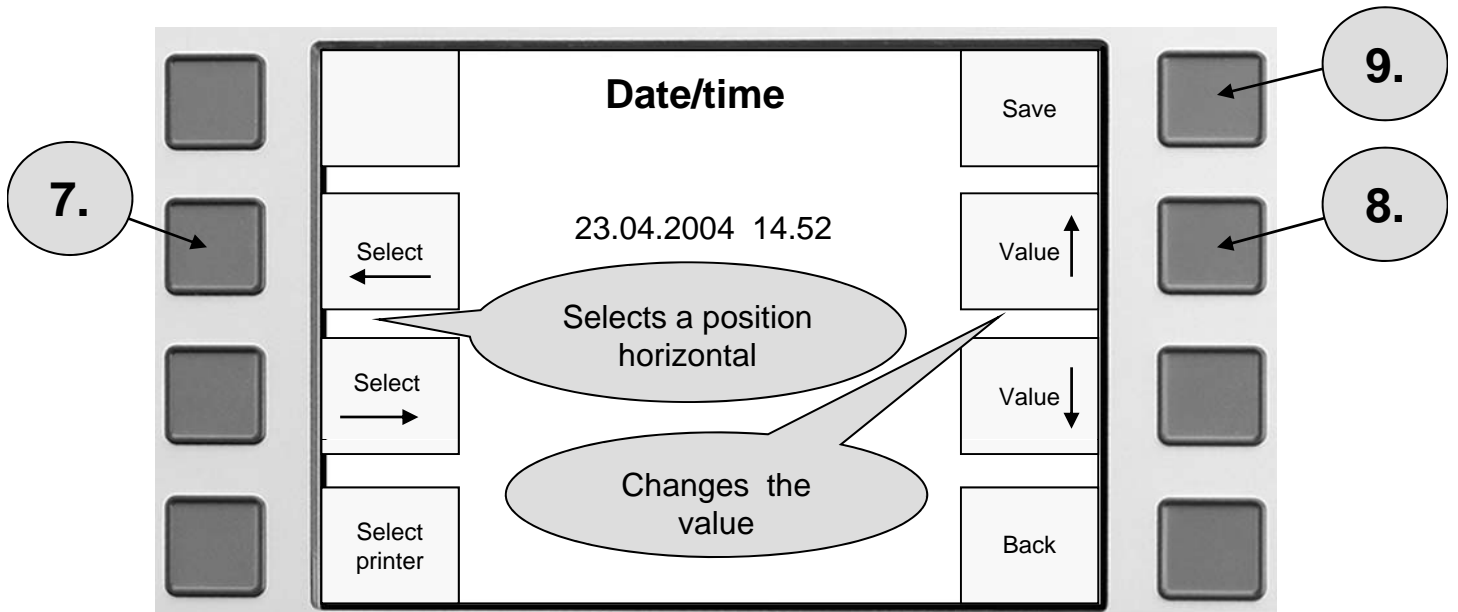 Date/time
Save
9.
7.
8.
23.04.2004 14.52
Select
Value
Selects a position
horizontal
Select
Value
Changes the
value
Select
printer
Back